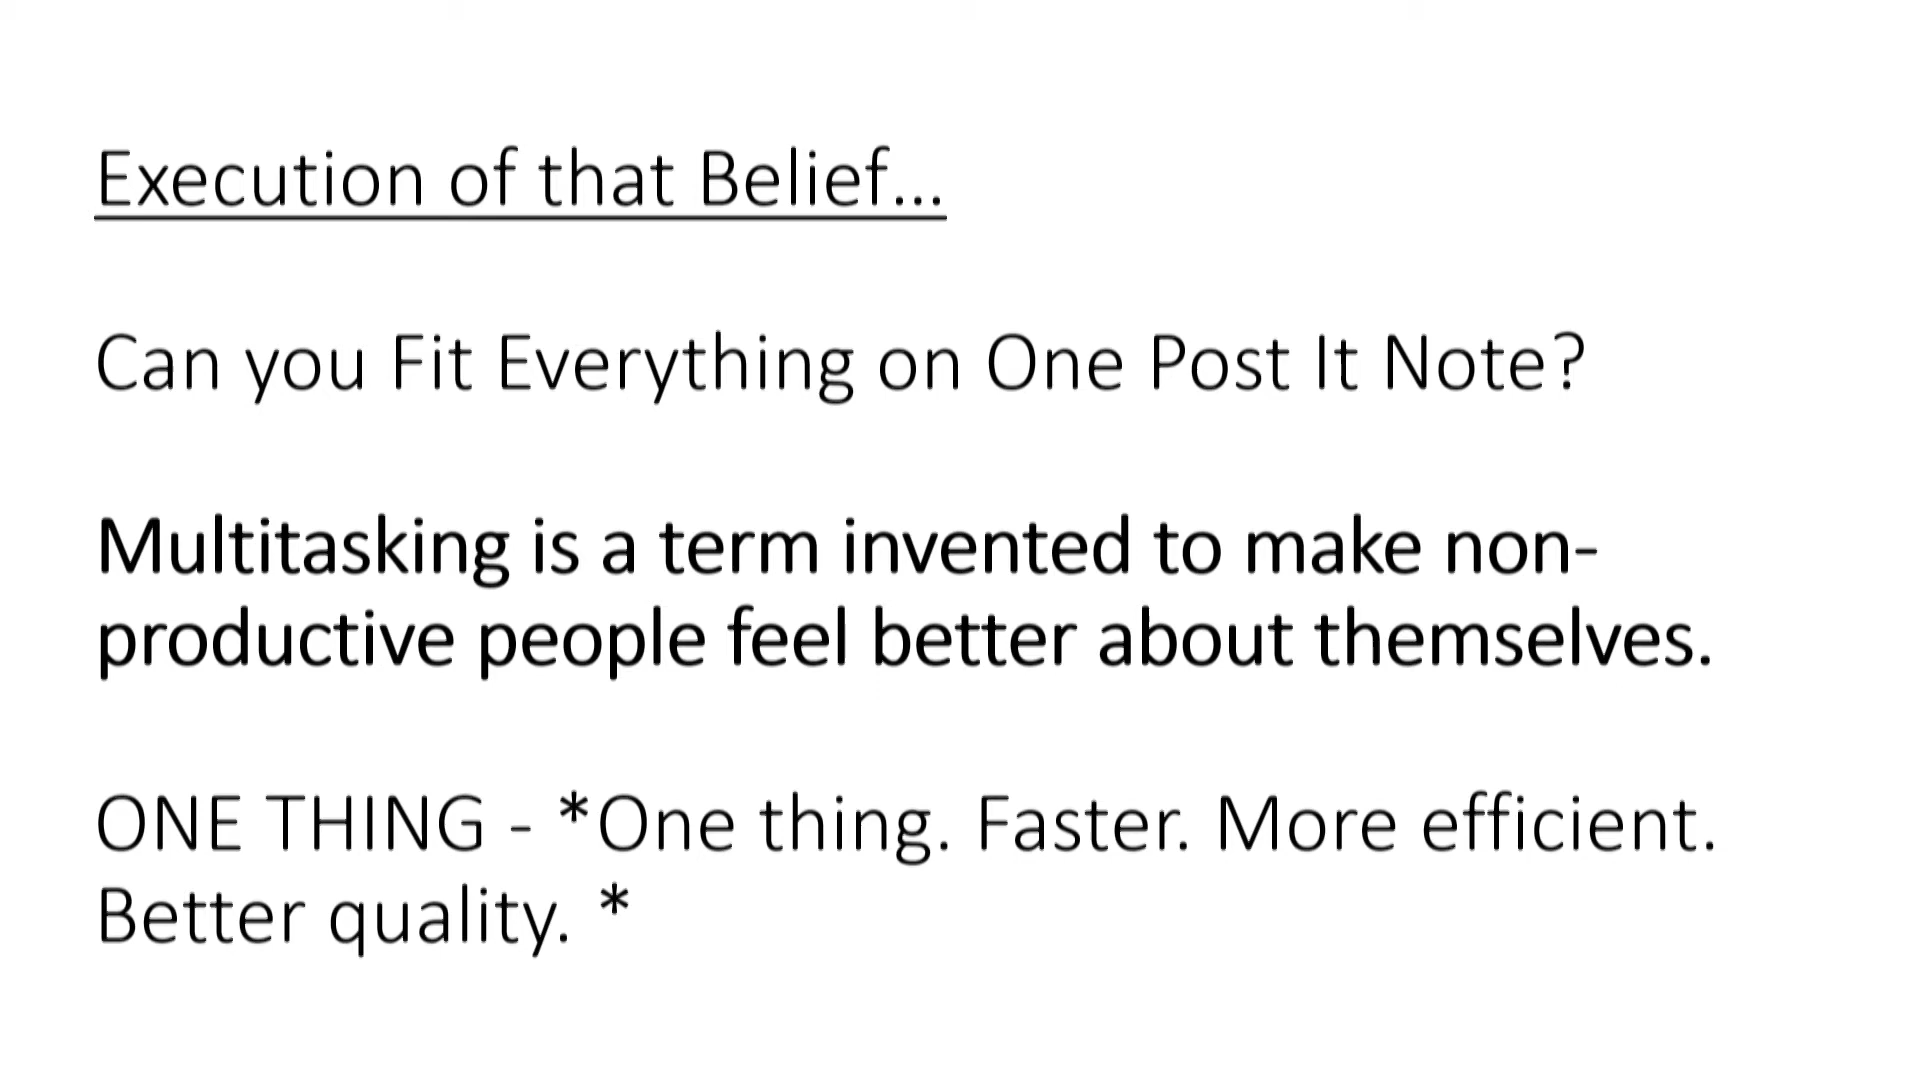 Execution of that Belief...
Can you Fit Everything on One Post It Note?
Multitasking is a term invented to make non-
productive people feel better about themselves.
ONE THING - *One thing. Faster. More efficient.
Better quality. *